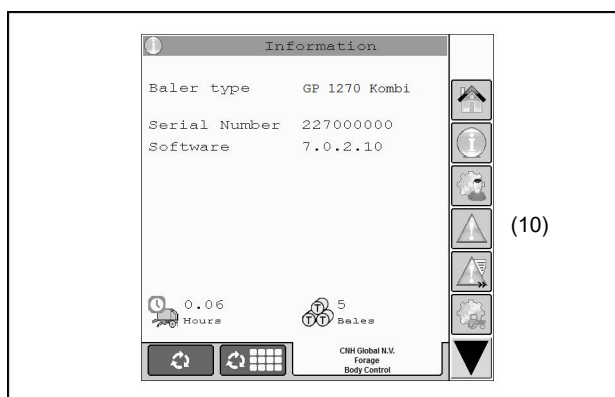 Information
Baler type GP 1270 Kombi
Serial Number 227000000
Software 7.0.2.10
(10)
0.06
Hours
5
Bales
T
T T
CNH Global N.V.
Forage
Body Control